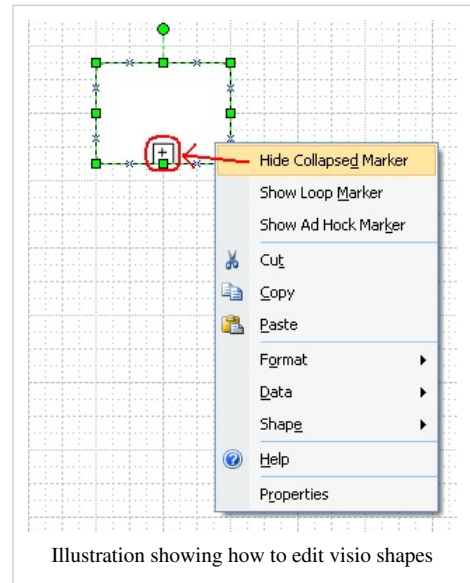 +
Hide Collapsed Marker
Show Loop Marker
Show Ad Hock Marker
Cut
Copy
Paste
Format
Data
Shape
Help
Properties
Illustration showing how to edit visio shapes